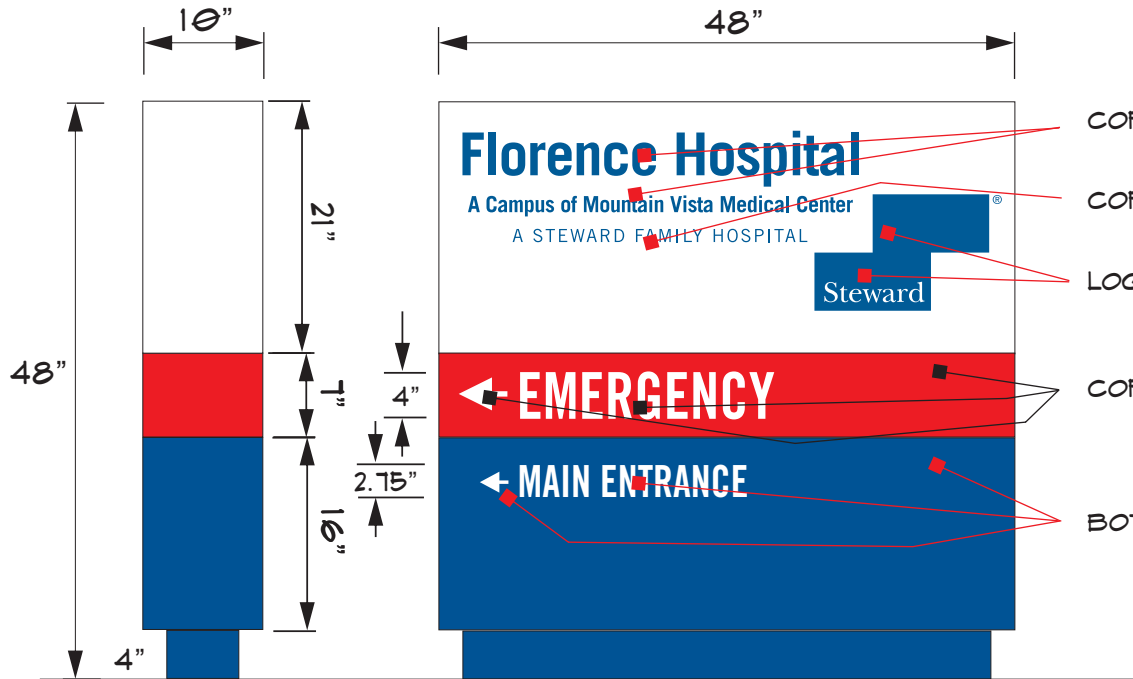 10”
48”
Florence Hospital
A Campus of Mountain Vista Medical Center
A STEWARD FAMILY HOSPITAL
®
Steward
21”
48”
7”
4”
EMERGENCY
2.75”
MAIN ENTRANCE
16”
4”